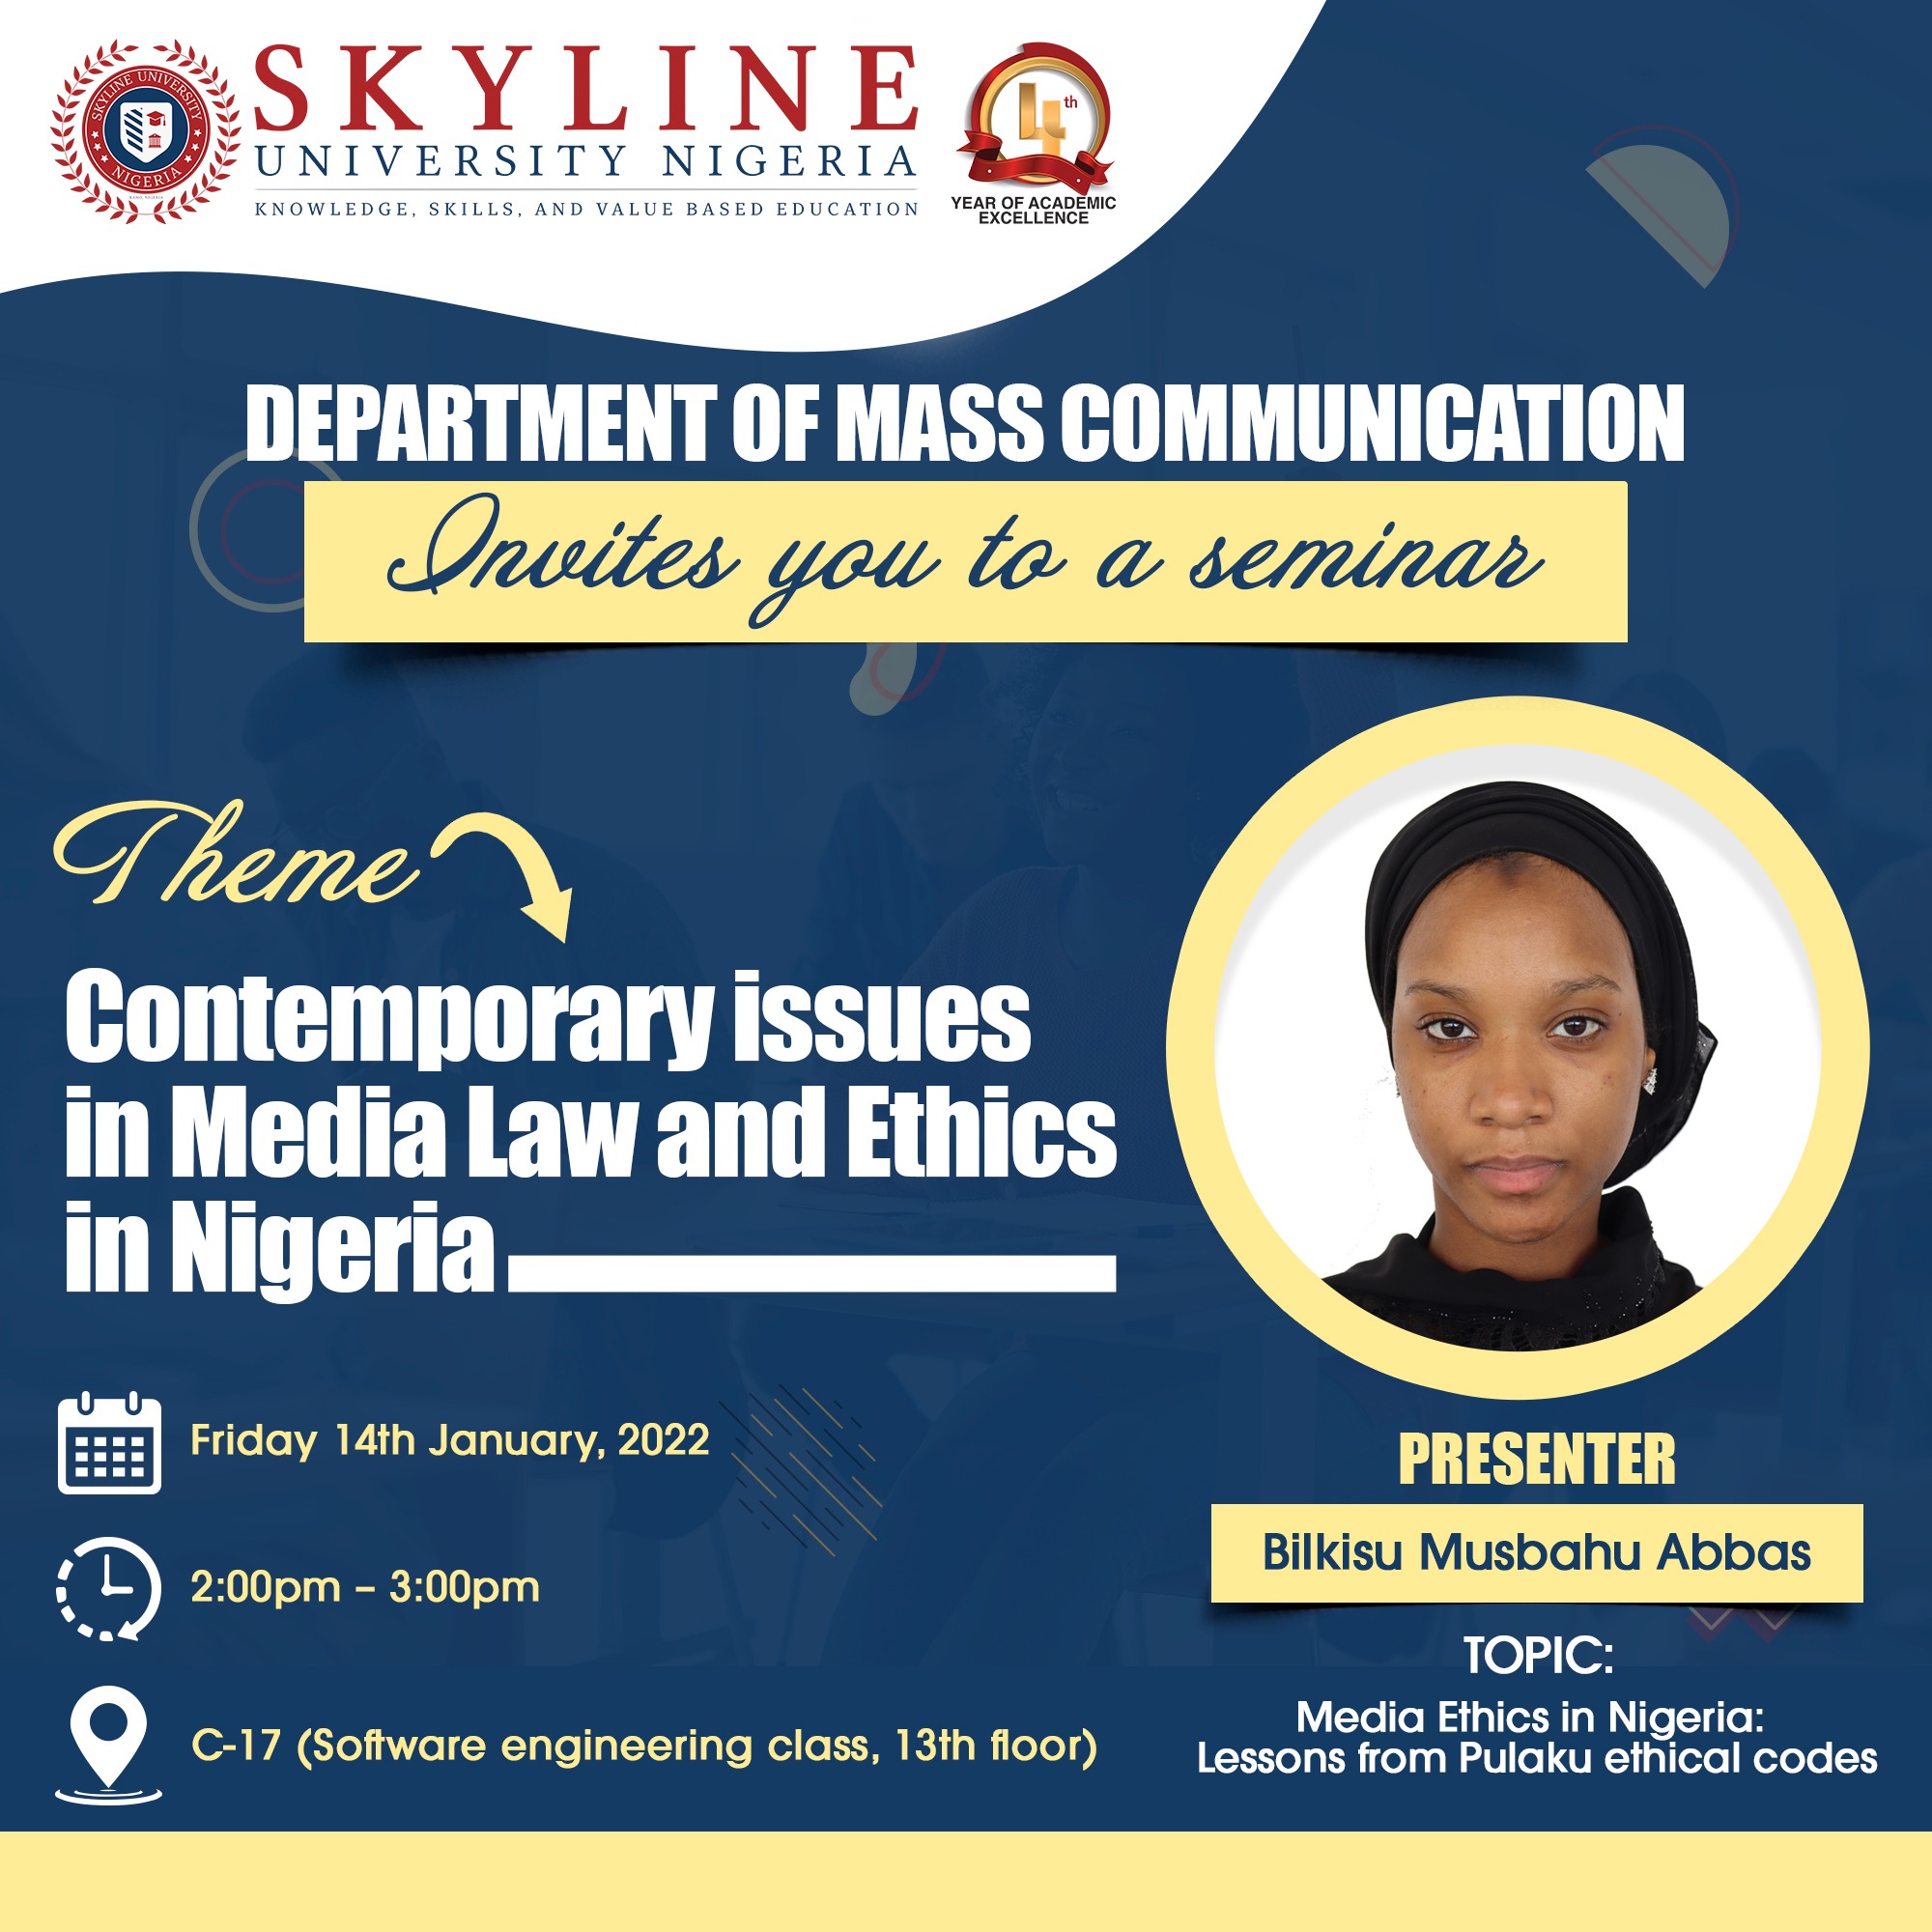 SKYLINE UNIVERSITY
NIGERIA
SKYLINE
UNIVERSITY NIGERIA
KNOWLEDGE, SKILLS, AND VALUE BASED EDUCATION
4th
YEAR OF ACADEMIC
EXCELLENCE
DEPARTMENT OF MASS COMMUNICATION
Invites you to a seminar
Theme
Contemporary issues
in Media Law and Ethics
in Nigeria
Friday 14th January, 2022
2:00pm – 3:00pm
C-17 (Software engineering class, 13th floor)
PRESENTER
Bilkisu Musbahu Abbas
TOPIC:
Media Ethics in Nigeria:
Lessons from Pulaku ethical codes